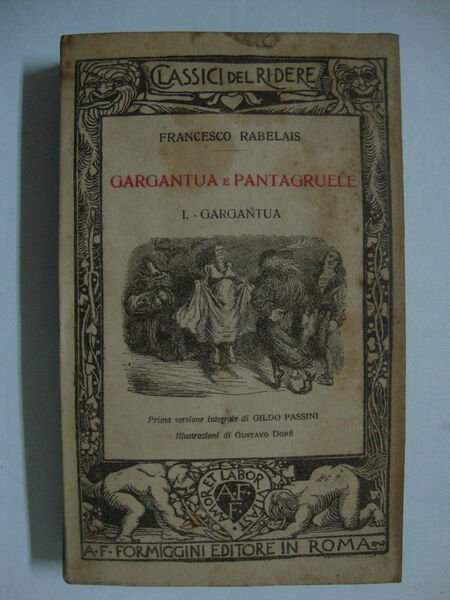 CLASSICI DEL RIDERE
FRANCESCO RABELAIS
GARGANTUA E PANTAGRUELE
I. - GARGANTUA
Prima versione integrale di GILDO PASSINI
Illustrazioni di GUSTAVO DORÉ
AMOR ET LABOR VITAST
A.F.
F.
A.F. FORMIGGINI EDITORE IN ROMA